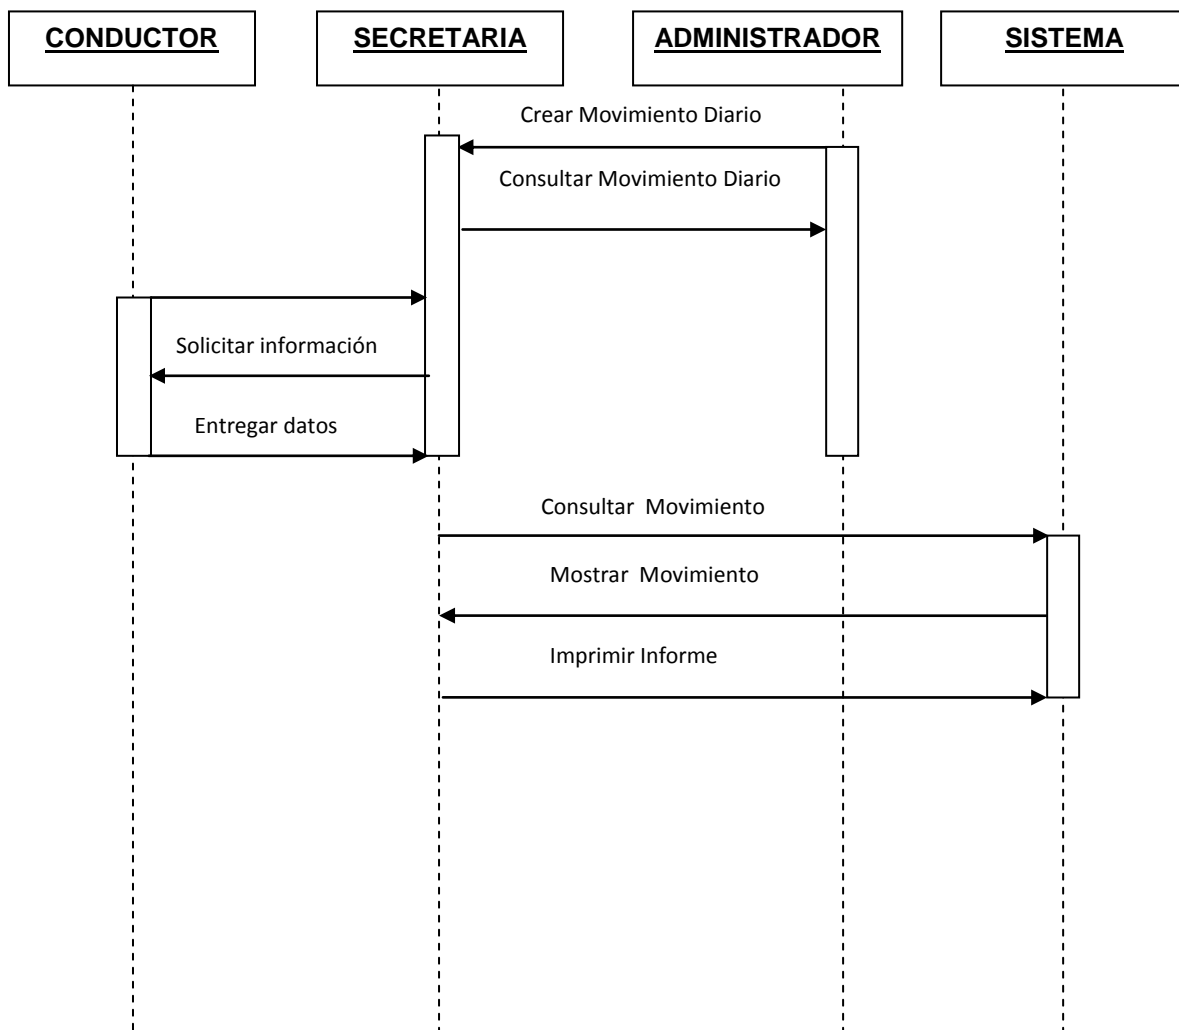 CONDUCTOR
SECRETARIA
ADMINISTRADOR
SISTEMA
Crear Movimiento Diario
Consultar Movimiento Diario
Solicitar información
Entregar datos
Consultar  Movimiento
Mostrar  Movimiento
Imprimir Informe